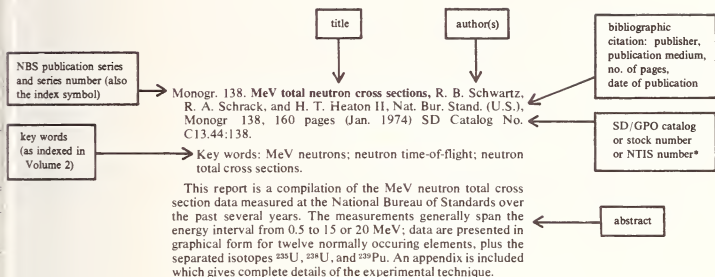 title
author(s)
bibliographic
citation: publisher,
publication medium,
no. of pages,
date of publication
NBS publication series
and series number (also
the index symbol)
Monogr. 138. MeV total neutron cross sections, R. B. Schwartz,
R. A. Schrack, and H. T. Heaton II, Nat. Bur. Stand. (U.S.),
Monogr 138, 160 pages (Jan. 1974) SD Catalog No.
C13.44:138.
SD/GPO catalog
or stock number
or NTIS number*
key words
(as indexed in
Volume 2)
Key words: MeV neutrons; neutron time-of-flight; neutron
total cross sections.
This report is a compilation of the MeV neutron total cross
section data measured at the National Bureau of Standards over
the past several years. The measurements generally span the
energy interval from 0.5 to 15 or 20 MeV; data are presented in
graphical form for twelve normally occuring elements, plus the
separated isotopes ²³⁵U, ²³⁸U, and ²³⁹Pu. An appendix is included
which gives complete details of the experimental technique.
abstract